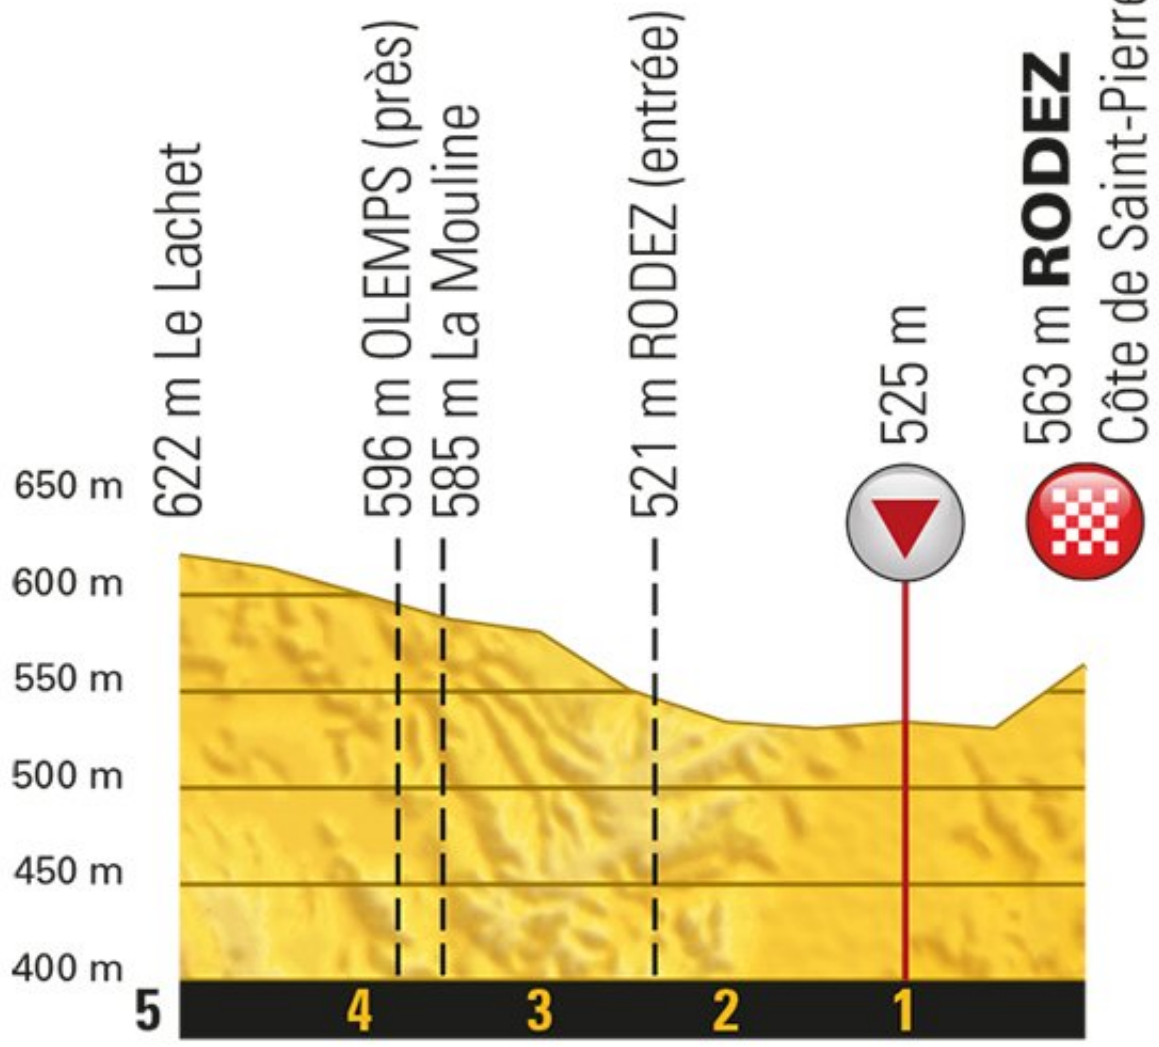 622 m Le Lachet
596 m OLEMPS (près)
585 m La Mouline
521 m RODEZ (entrée)
525 m
563 m RODEZ
Côte de Saint-Pierre
650 m
600 m
550 m
500 m
450 m
400 m
5 4 3 2 1